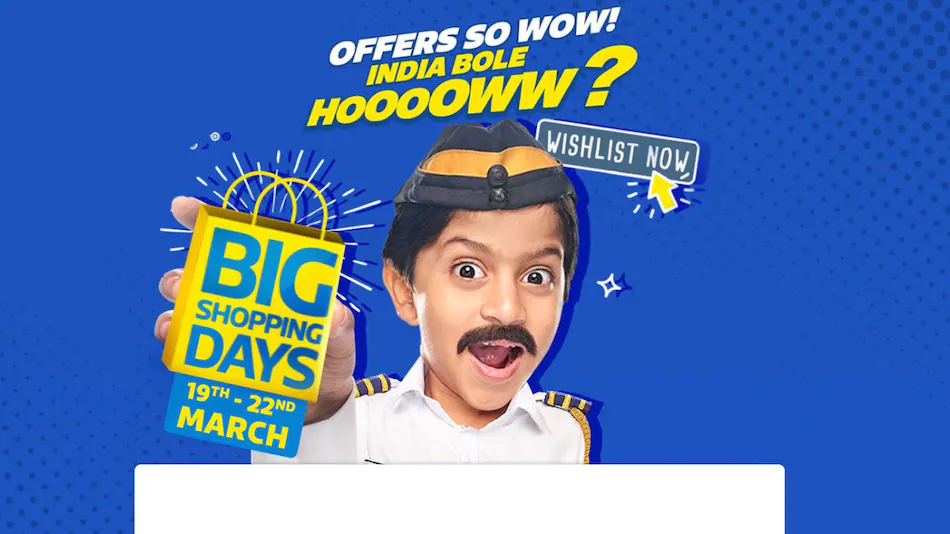 OFFERS SO WOW!
INDIA BOLE
HOOOOWW?
WISHLIST NOW
BIG
SHOPPING
DAYS
19TH - 22ND
MARCH